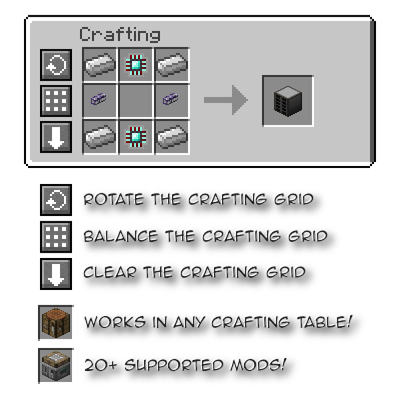 Crafting
ROTATE THE CRAFTING GRID
BALANCE THE CRAFTING GRID
CLEAR THE CRAFTING GRID
WORKS IN ANY CRAFTING TABLE!
20+ SUPPORTED MODS!